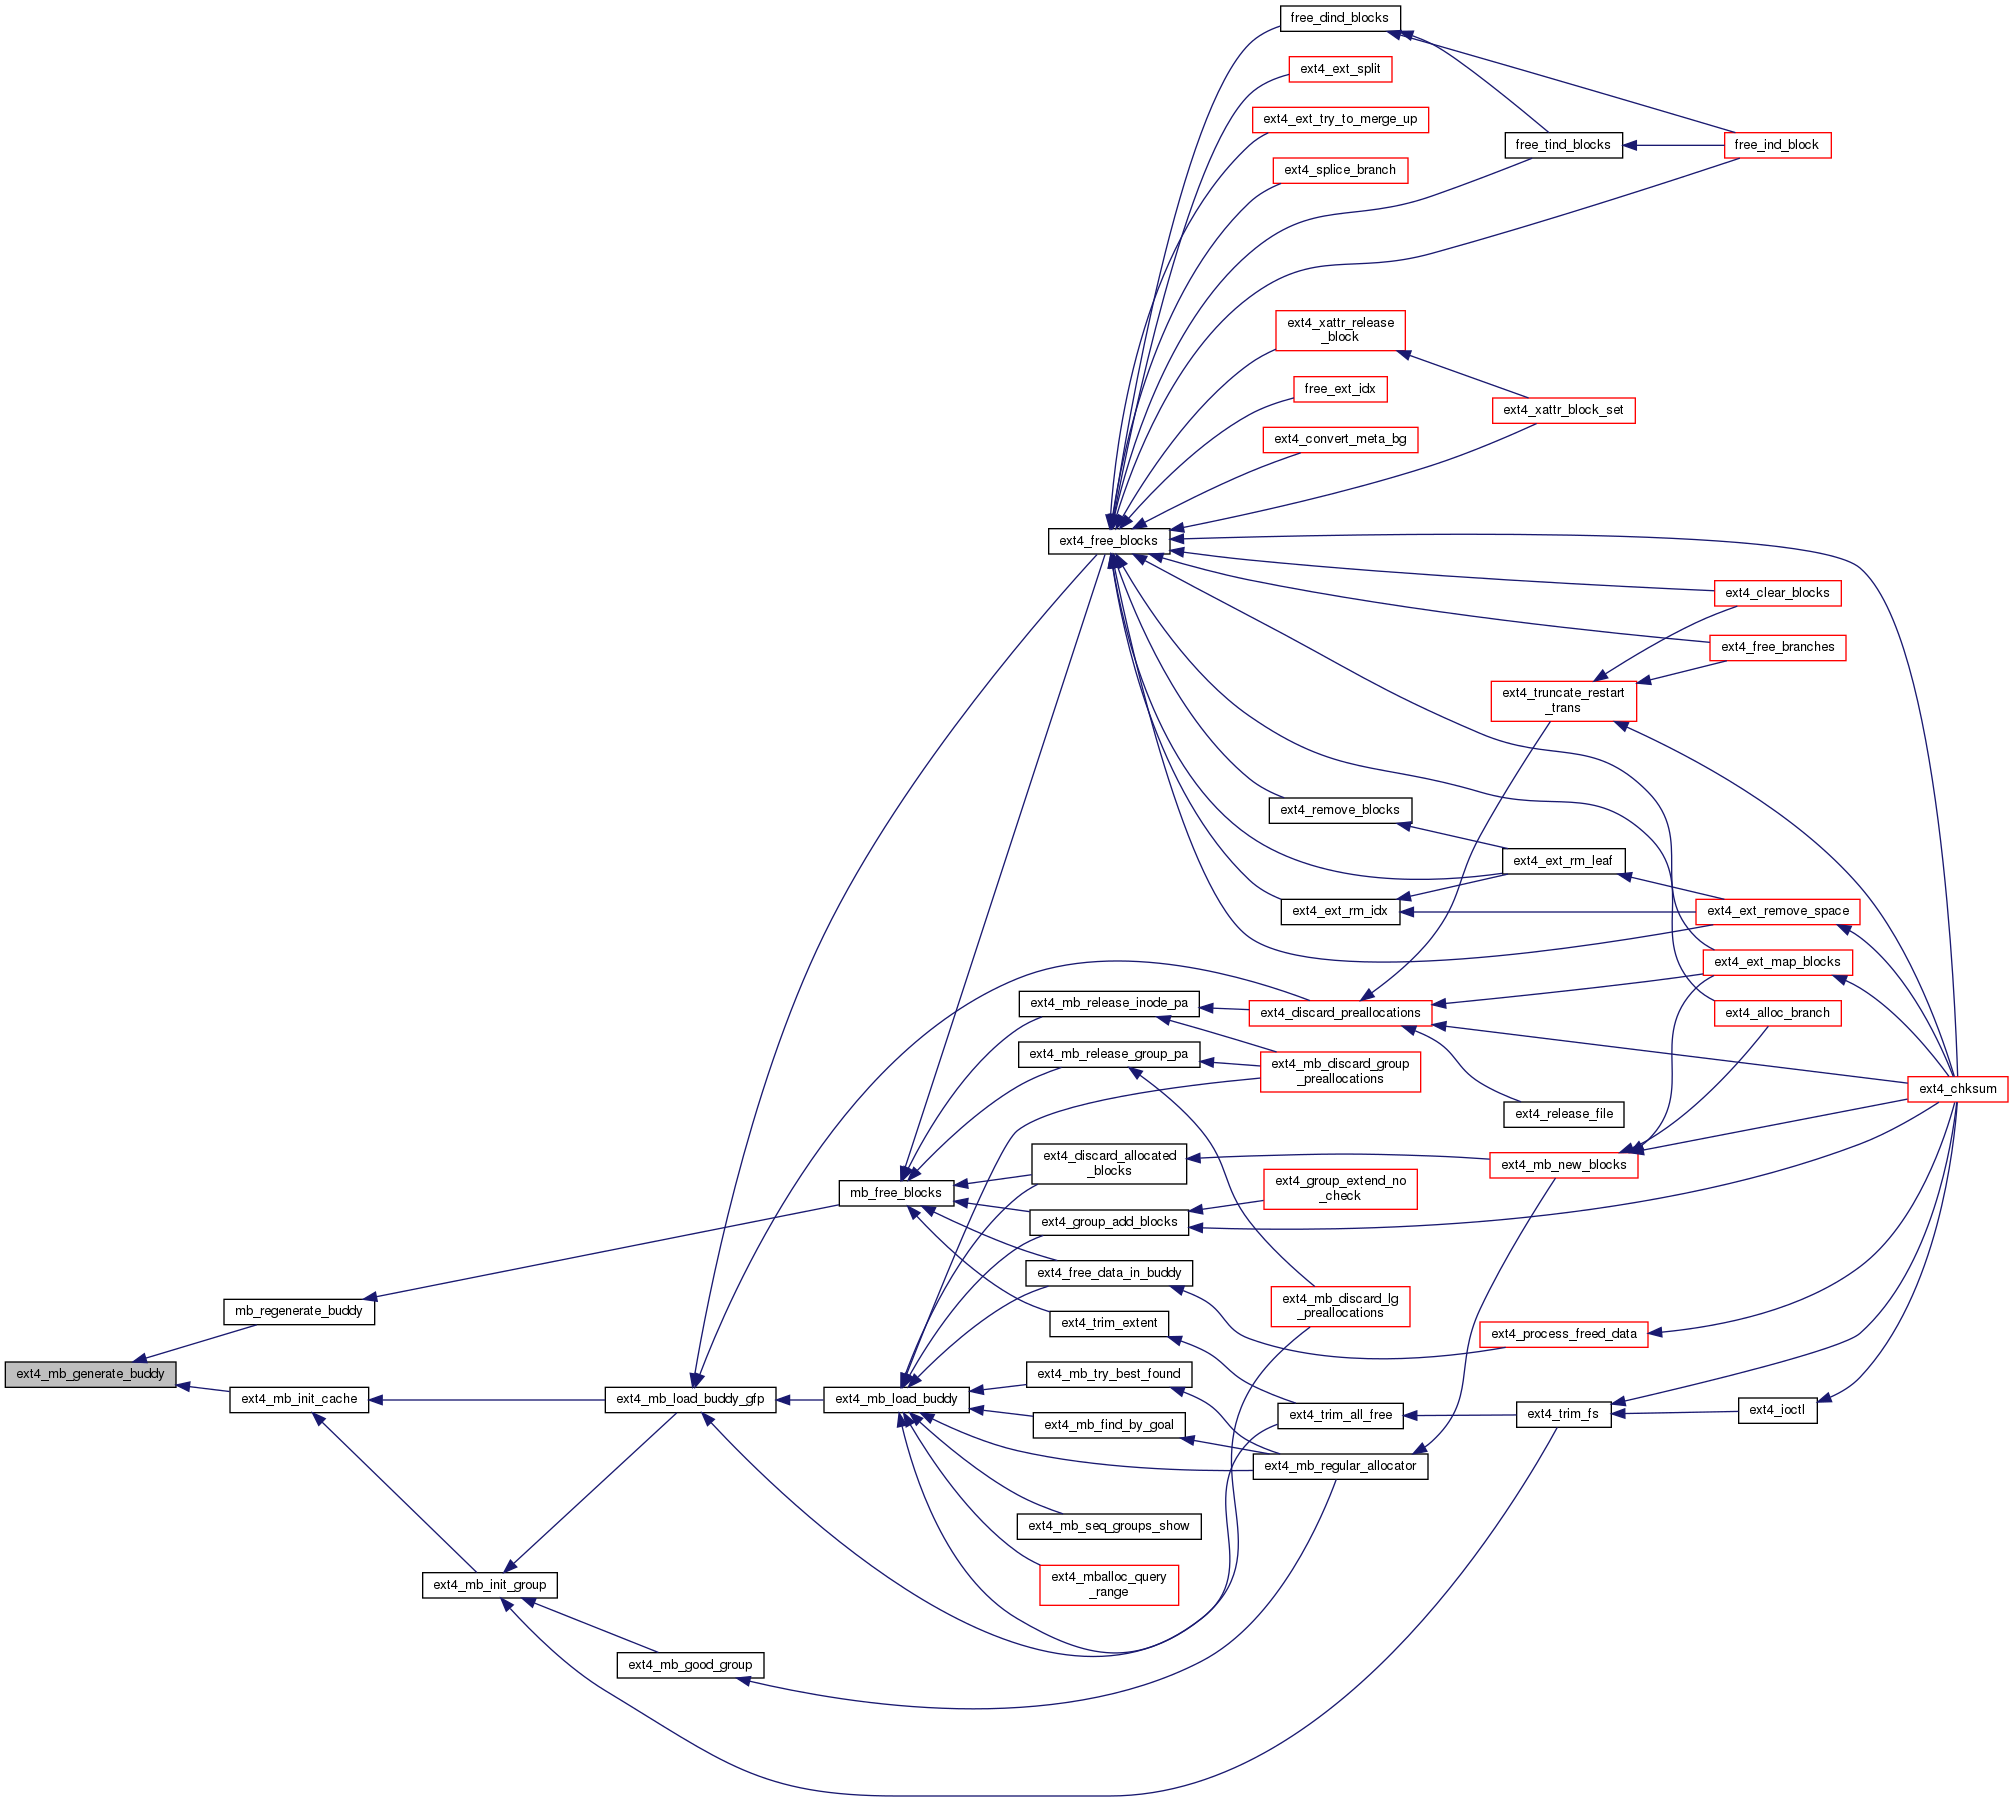 free_dind_blocks
ext4_ext_split
ext4_ext_try_to_merge_up
free_tind_blocks
free_ind_block
ext4_splice_branch
ext4_xattr_release
_block
free_ext_idx
ext4_xattr_block_set
ext4_convert_meta_bg
ext4_free_blocks
ext4_clear_blocks
ext4_free_branches
ext4_truncate_restart
_trans
ext4_remove_blocks
ext4_ext_rm_leaf
ext4_ext_rm_idx
ext4_ext_remove_space
ext4_ext_map_blocks
ext4_mb_release_inode_pa
ext4_discard_preallocations
ext4_alloc_branch
ext4_mb_release_group_pa
ext4_mb_discard_group
_preallocations
ext4_chksum
ext4_release_file
ext4_discard_allocated
_blocks
ext4_mb_new_blocks
mb_free_blocks
ext4_group_extend_no
_check
ext4_group_add_blocks
ext4_free_data_in_buddy
mb_regenerate_buddy
ext4_mb_discard_lg
_preallocations
ext4_trim_extent
ext4_process_freed_data
ext4_mb_generate_buddy
ext4_mb_try_best_found
ext4_mb_init_cache
ext4_mb_load_buddy_gfp
ext4_mb_load_buddy
ext4_mb_find_by_goal
ext4_trim_all_free
ext4_trim_fs
ext4_ioctl
ext4_mb_regular_allocator
ext4_mb_seq_groups_show
ext4_mb_init_group
ext4_mballoc_query
_range
ext4_mb_good_group